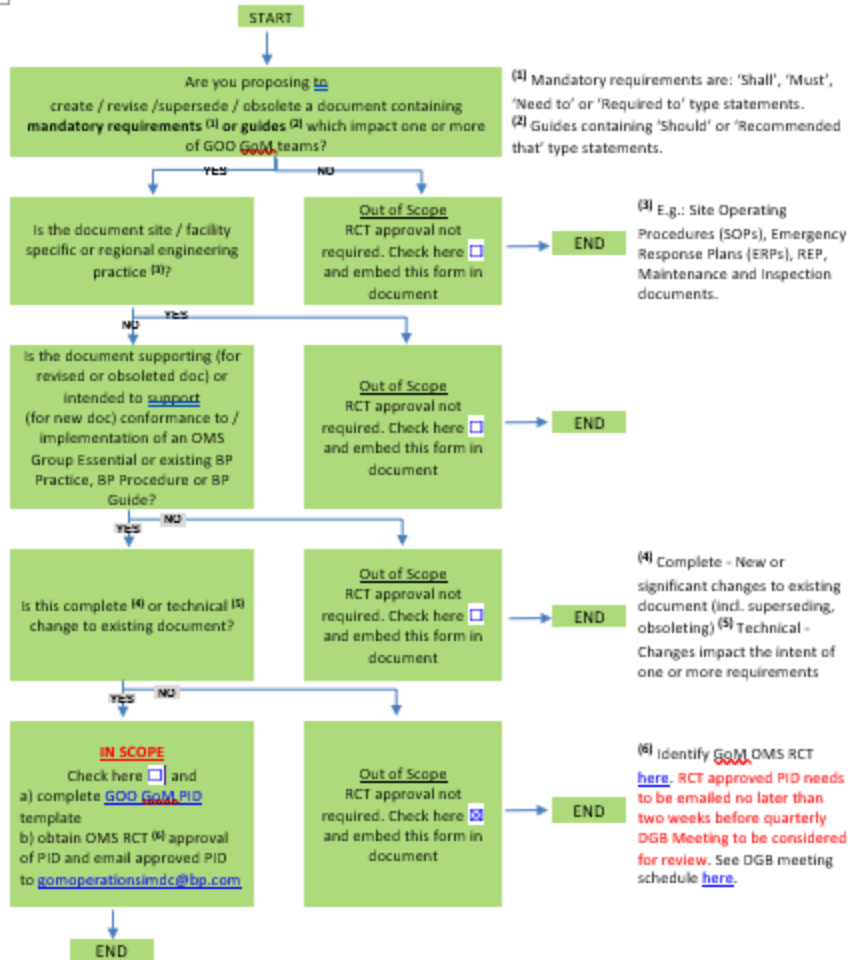 START
Are you proposing to
create / revise /supersede / obsolete a document containing
mandatory requirements (1) or guides (2) which impact one or more
of GOO GoM teams?
(1) Mandatory requirements are: ‘Shall’, ‘Must’,
‘Need to’ or ‘Required to’ type statements.
(2) Guides containing ‘Should’ or ‘Recommended
that’ type statements.
YES
NO
Is the document site / facility
specific or regional engineering
practice (3)?
Out of Scope
RCT approval not
required. Check here ☐
and embed this form in
document
END
(3) E.g.: Site Operating
Procedures (SOPs), Emergency
Response Plans (ERPs), REP,
Maintenance and Inspection
documents.
YES
NO
Is the document supporting (for
revised or obsoleted doc) or
intended to support
(for new doc) conformance to /
implementation of an OMS
Group Essential or existing BP
Practice, BP Procedure or BP
Guide?
Out of Scope
RCT approval not
required. Check here ☐
and embed this form in
document
END
NO
YES
Is this complete (4) or technical (5)
change to existing document?
Out of Scope
RCT approval not
required. Check here ☐
and embed this form in
document
END
(4) Complete - New or
significant changes to existing
document (incl. superseding,
obsoleting) (5) Technical -
Changes impact the intent of
one or more requirements
NO
YES
IN SCOPE
Check here ☐ and
a) complete GOO GoM PID
template
b) obtain OMS RCT (6) approval
of PID and email approved PID
to gomoperationsimdc@bp.com
Out of Scope
RCT approval not
required. Check here ☒
and embed this form in
document
END
(6) Identify GoM OMS RCT
here. RCT approved PID needs
to be emailed no later than
two weeks before quarterly
DGB Meeting to be considered
for review. See DGB meeting
schedule here.
END